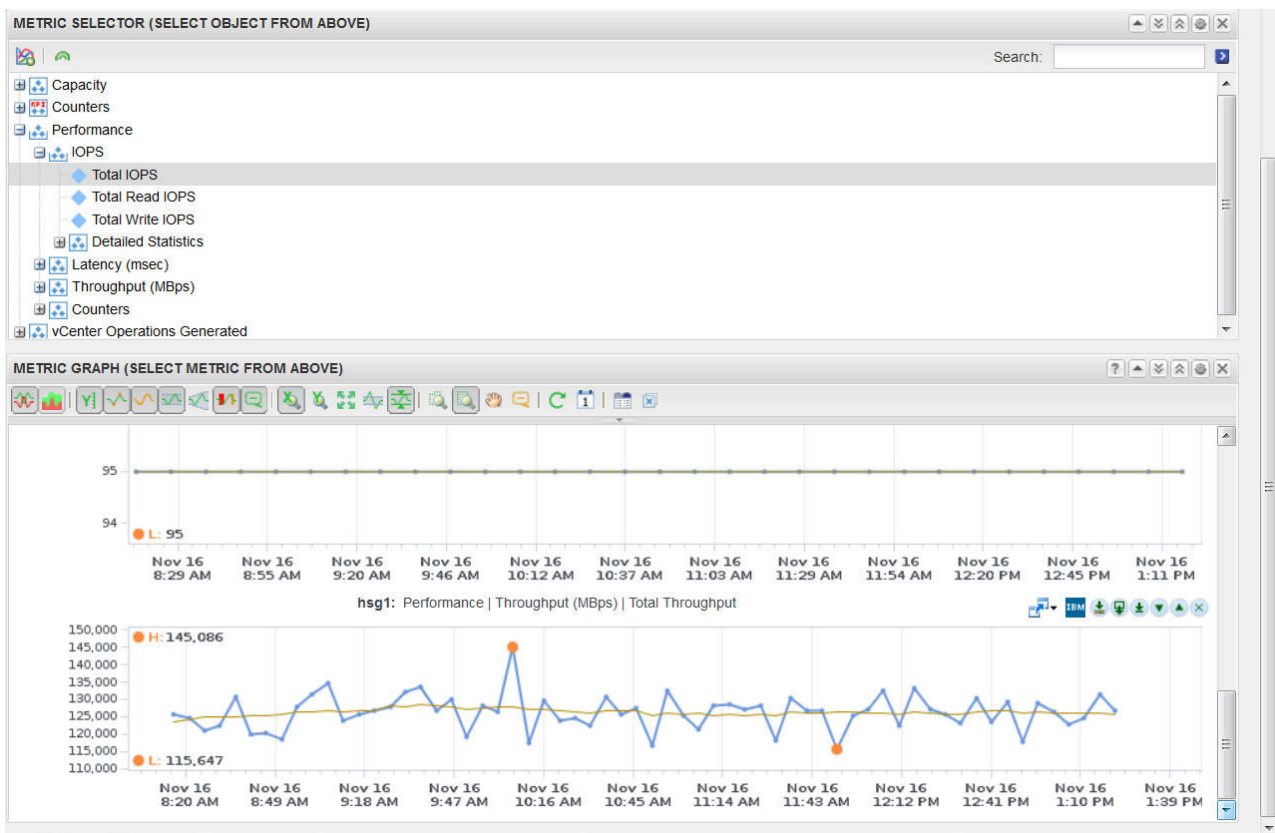 METRIC SELECTOR (SELECT OBJECT FROM ABOVE)
Search:
Capacity
KPI Counters
Performance
IOPS
Total IOPS
Total Read IOPS
Total Write IOPS
Detailed Statistics
Latency (msec)
Throughput (MBps)
Counters
vCenter Operations Generated
METRIC GRAPH (SELECT METRIC FROM ABOVE)
?
Y X Y 1
95
94
L: 95
Nov 16 Nov 16 Nov 16 Nov 16 Nov 16 Nov 16 Nov 16 Nov 16 Nov 16 Nov 16 Nov 16 Nov 16
8:29 AM 8:55 AM 9:20 AM 9:46 AM 10:12 AM 10:37 AM 11:03 AM 11:29 AM 11:54 AM 12:20 PM 12:45 PM 1:11 PM
hsg1: Performance | Throughput (MBps) | Total Throughput IBM
150,000
H: 145,086
145,000
140,000
135,000
130,000
125,000
120,000
115,000
L: 115,647
110,000
Nov 16 Nov 16 Nov 16 Nov 16 Nov 16 Nov 16 Nov 16 Nov 16 Nov 16 Nov 16 Nov 16 Nov 16
8:20 AM 8:49 AM 9:18 AM 9:47 AM 10:16 AM 10:45 AM 11:14 AM 11:43 AM 12:12 PM 12:41 PM 1:10 PM 1:39 PM